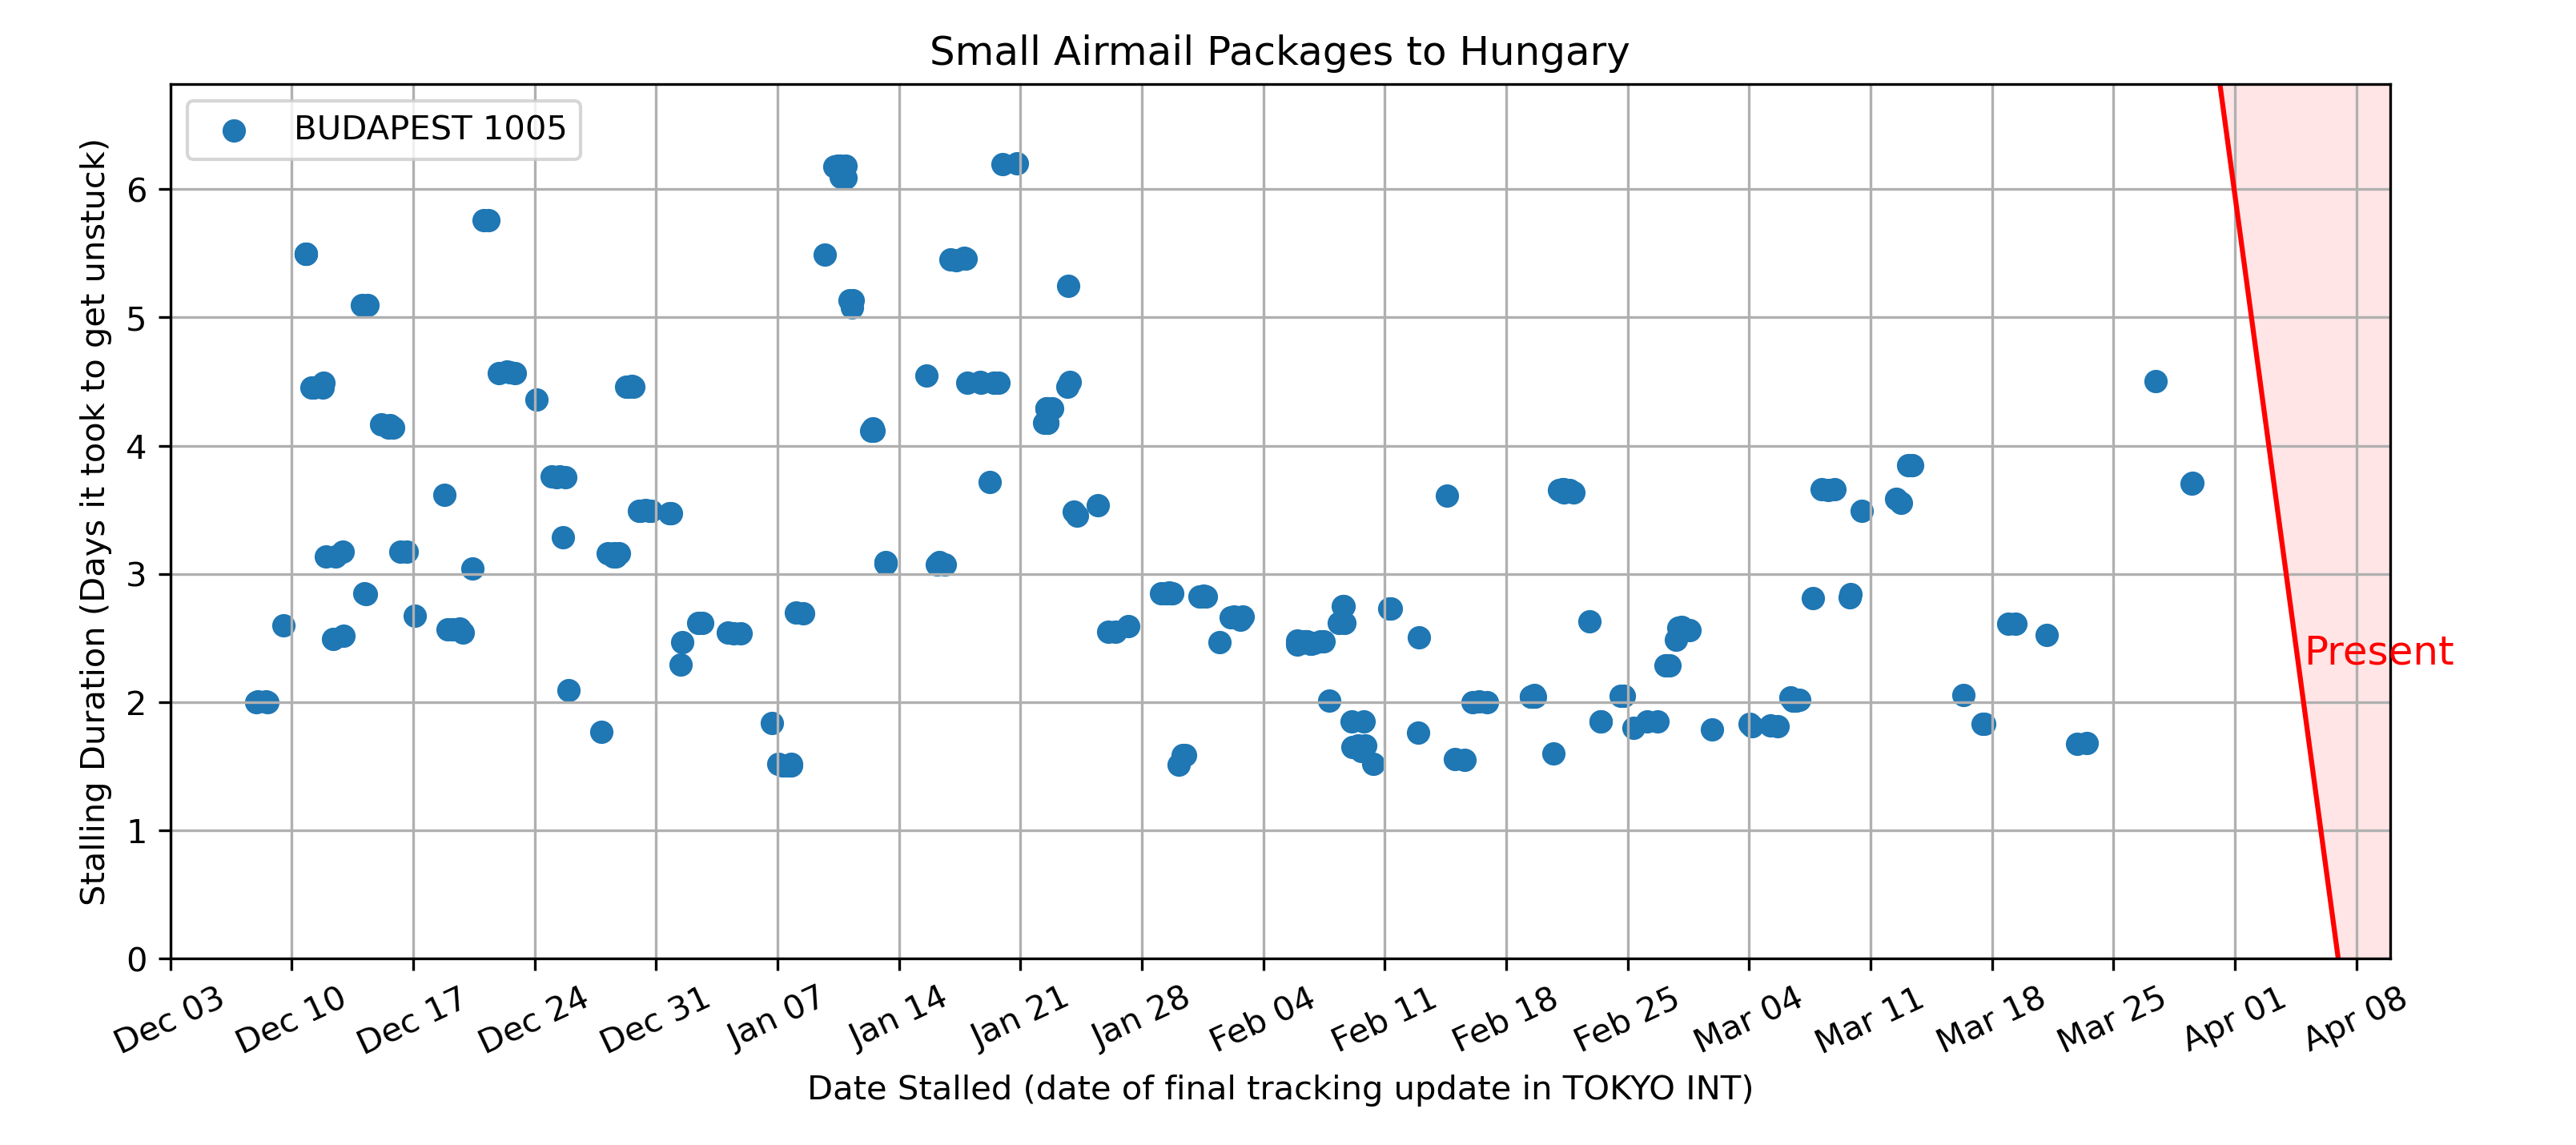 Small Airmail Packages to Hungary
BUDAPEST 1005
Stalling Duration (Days it took to get unstuck)
6
5
4
3
2
1
0
Present
Dec 03
Dec 10
Dec 17
Dec 24
Dec 31
Jan 07
Jan 14
Jan 21
Jan 28
Feb 04
Feb 11
Feb 18
Feb 25
Mar 04
Mar 11
Mar 18
Mar 25
Apr 01
Apr 08
Date Stalled (date of final tracking update in TOKYO INT)